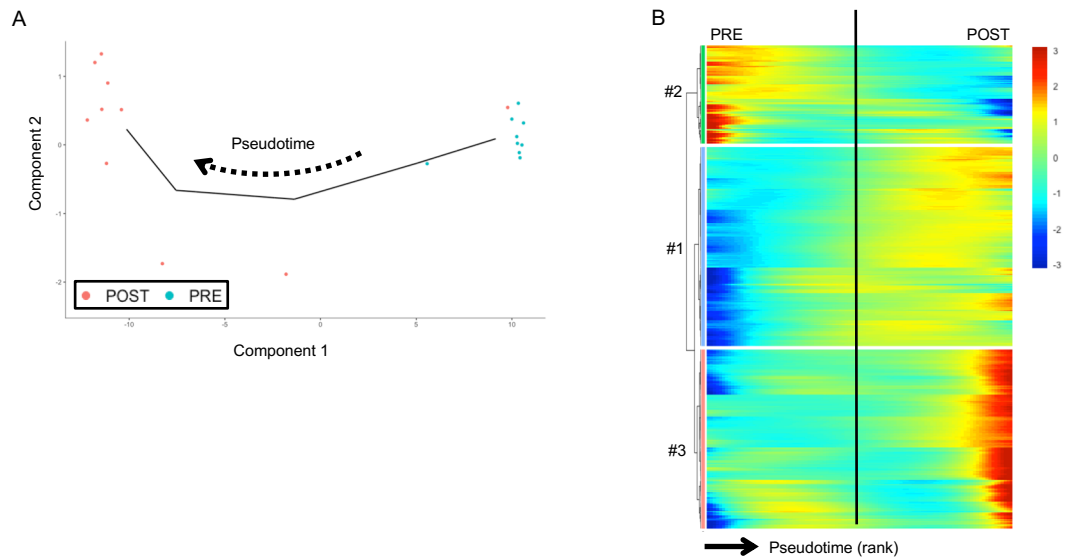 A
Component 2
1
0
-1
-2
Pseudotime
POST PRE
-10 -5 0 5 10
Component 1
B
PRE POST
#2
#1
#3
3
2
1
0
-1
-2
-3
Pseudotime (rank)